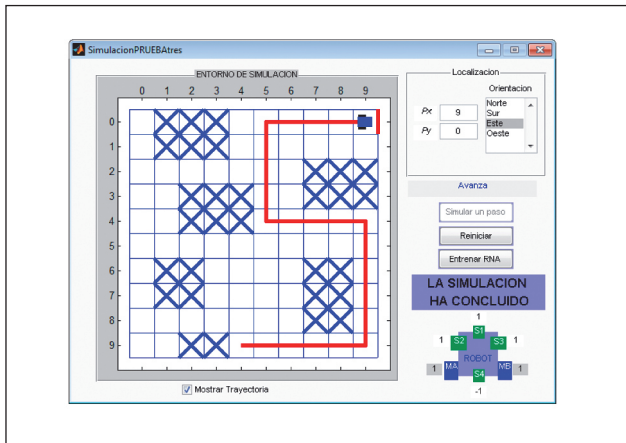 SimulacionPRUEBAtres
ENTORNO DE SIMULACION
0 1 2 3 4 5 6 7 8 9
0
1
2
3
4
5
6
7
8
9
Mostrar Trayectoria
Localizacion
Orientacion
Px 9
Py 0
Norte
Sur
Este
Oeste
Avanza
Simular un paso
Reiniciar
Entrenar RNA
LA SIMULACION
HA CONCLUIDO
1
1 S2 S1 S3 1
ROBOT
1 MA S4 MB 1
-1